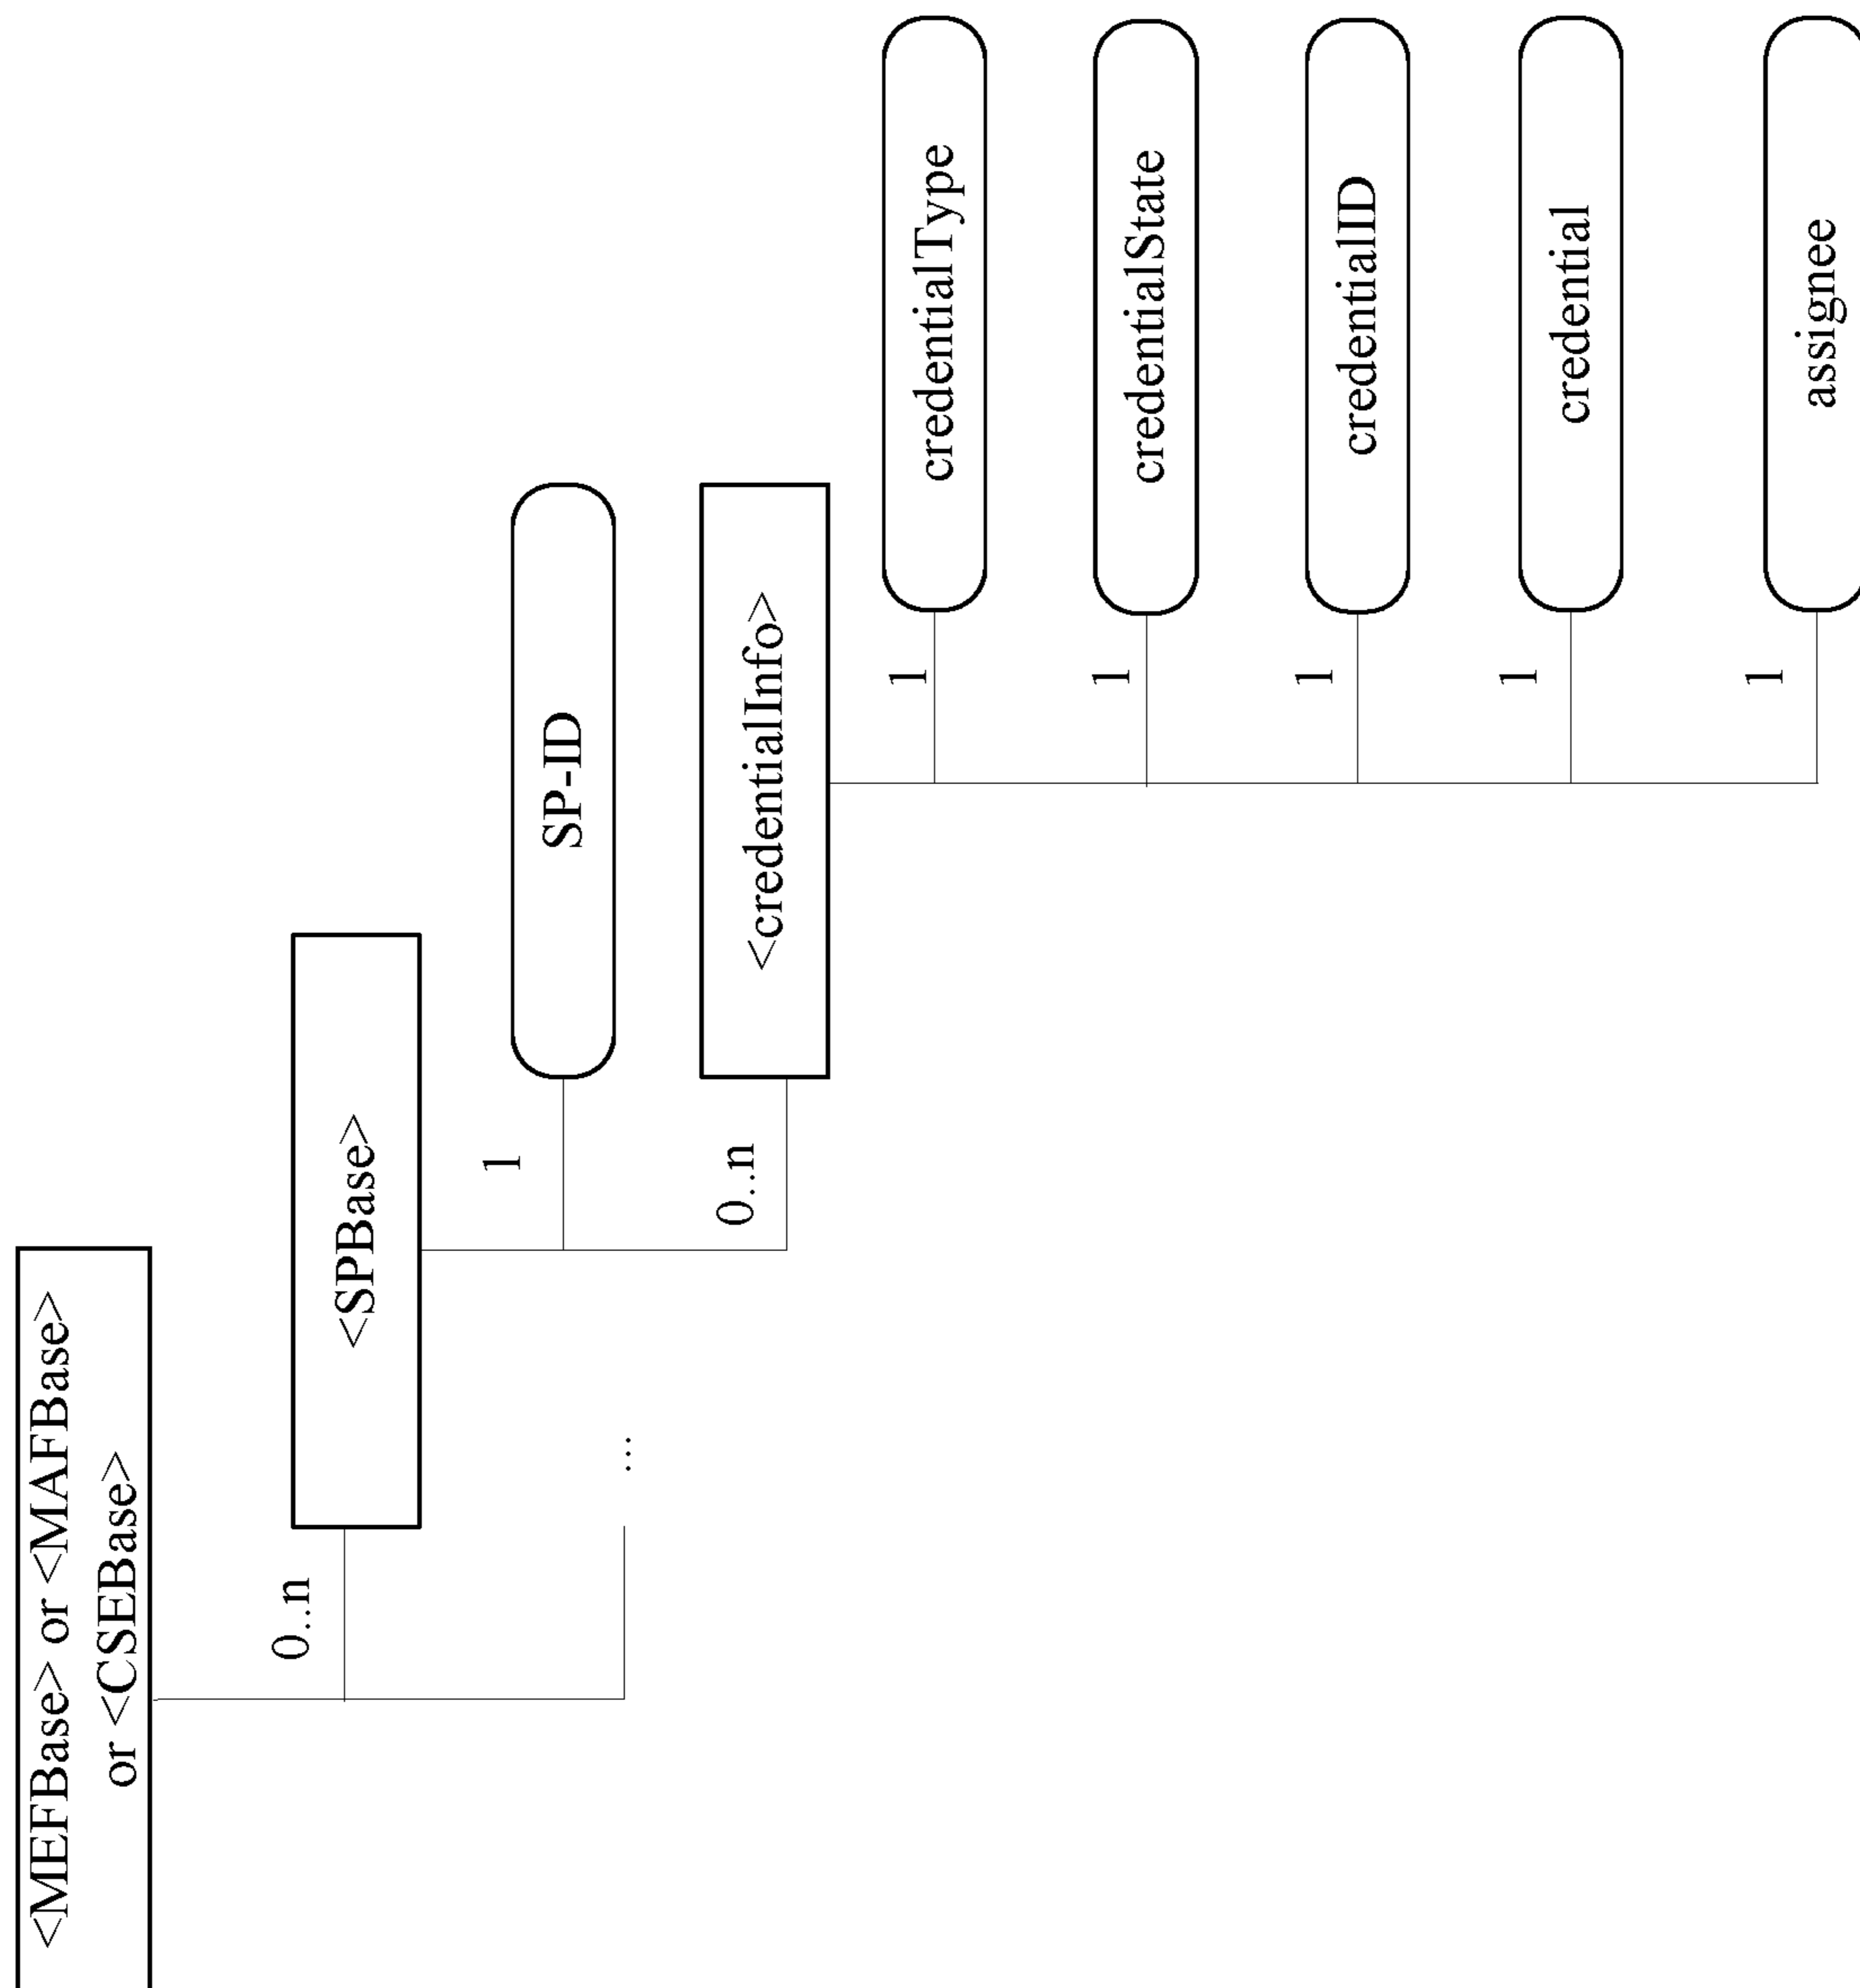 <MEFBase> or <MAFBase>
or <CSEBase>
0..n
<SPBase>
...
1
SP-ID
0..n
<credentialInfo>
1
credentialType
1
credentialState
1
credentialID
1
credential
1
assignee